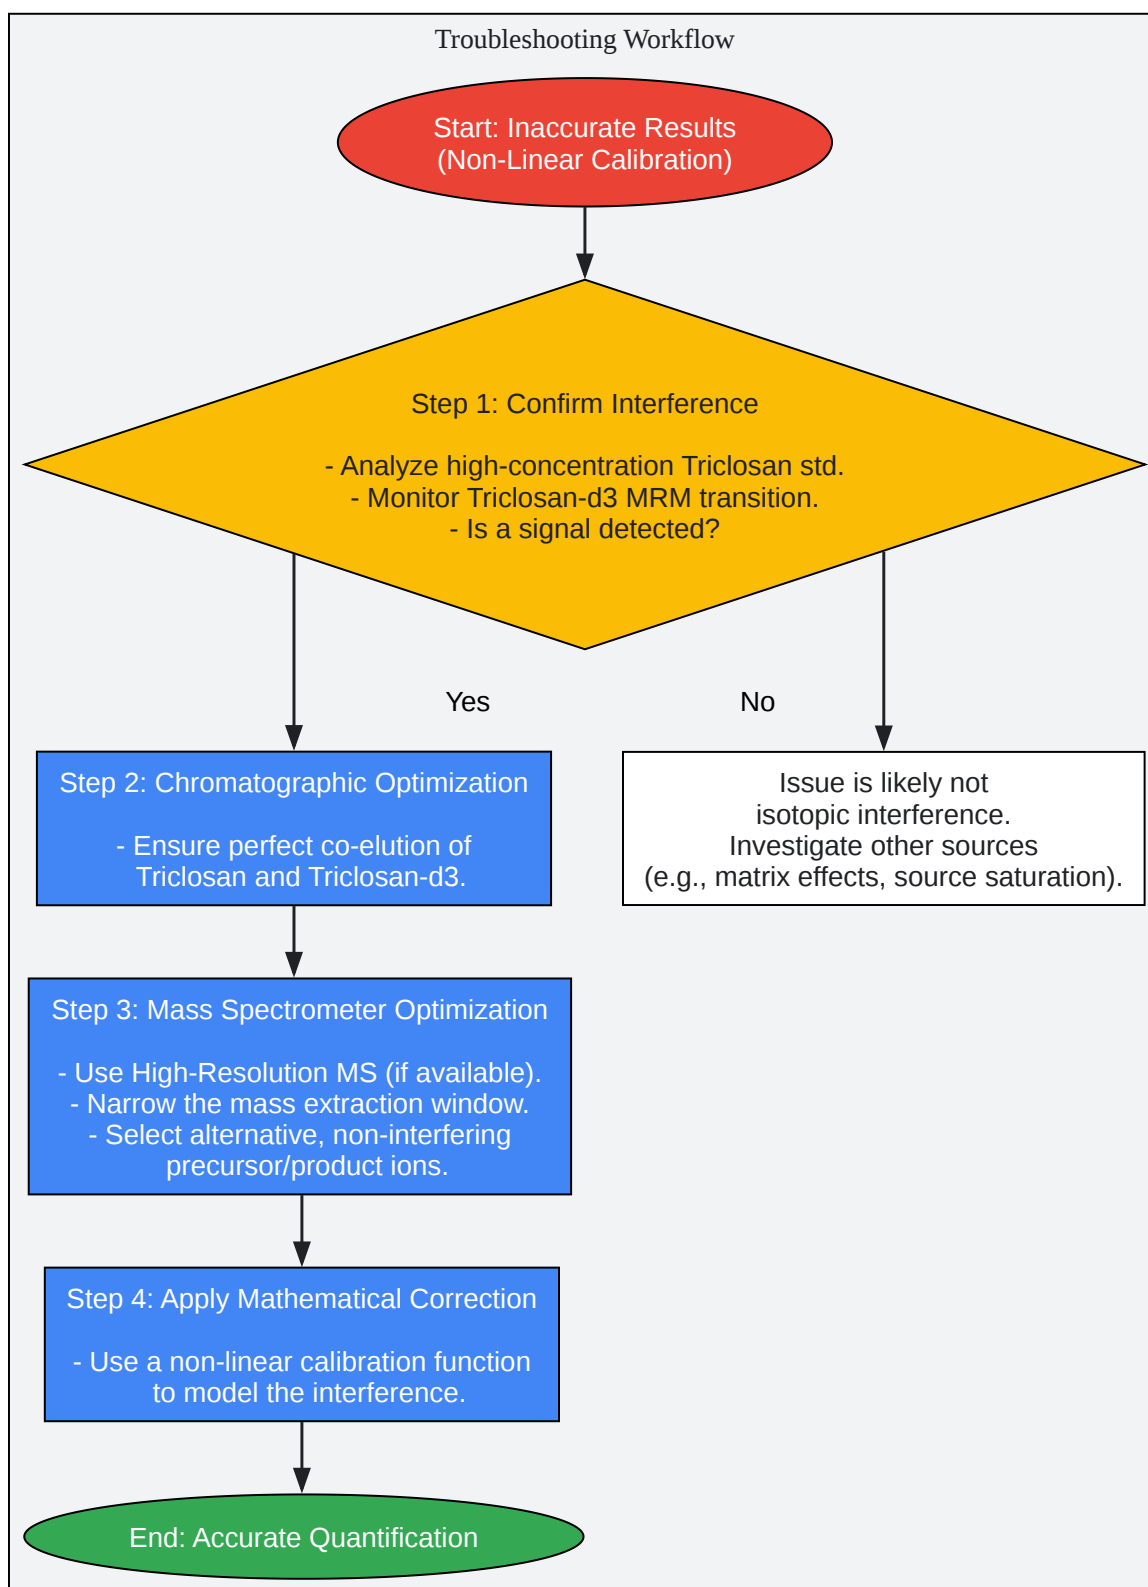 Troubleshooting Workflow
Start: Inaccurate Results
(Non-Linear Calibration)
Step 1: Confirm Interference
- Analyze high-concentration Triclosan std.
- Monitor Triclosan-d3 MRM transition.
- Is a signal detected?
Yes
No
Step 2: Chromatographic Optimization
- Ensure perfect co-elution of
Triclosan and Triclosan-d3.
Issue is likely not
isotopic interference.
Investigate other sources
(e.g., matrix effects, source saturation).
Step 3: Mass Spectrometer Optimization
- Use High-Resolution MS (if available).
- Narrow the mass extraction window.
- Select alternative, non-interfering
precursor/product ions.
Step 4: Apply Mathematical Correction
- Use a non-linear calibration function
to model the interference.
End: Accurate Quantification